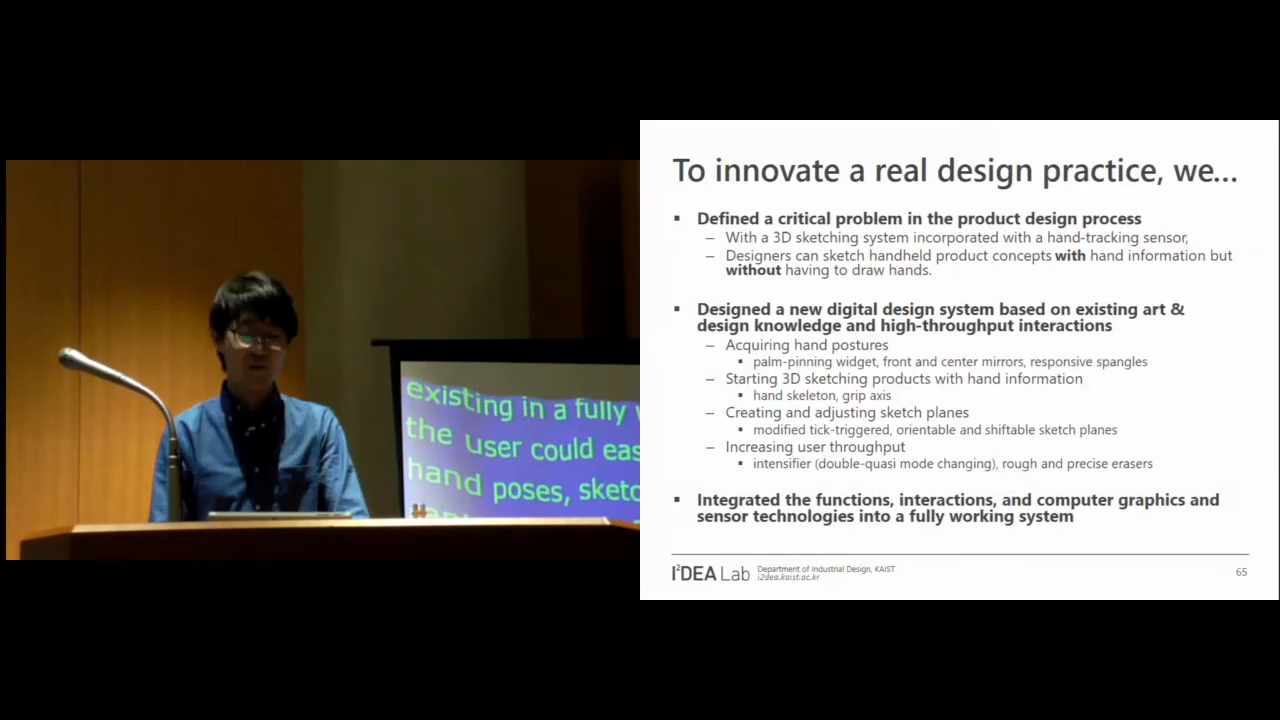 existing in a fully
the user could
hand poses,
To innovate a real design practice, we...
▪ Defined a critical problem in the product design process
– With a 3D sketching system incorporated with a hand-tracking sensor,
– Designers can sketch handheld product concepts with hand information but
without having to draw hands.
▪ Designed a new digital design system based on existing art &
design knowledge and high-throughput interactions
– Acquiring hand postures
▪ palm-pinning widget, front and center mirrors, responsive spangles
– Starting 3D sketching products with hand information
▪ hand skeleton, grip axis
– Creating and adjusting sketch planes
▪ modified tick-triggered, orientable and shiftable sketch planes
– Increasing user throughput
▪ intensifier (double-quasi mode changing), rough and precise erasers
▪ Integrated the functions, interactions, and computer graphics and
sensor technologies into a fully working system
I²DEA Lab
Department of Industrial Design, KAIST
i2dea.kaist.ac.kr
65